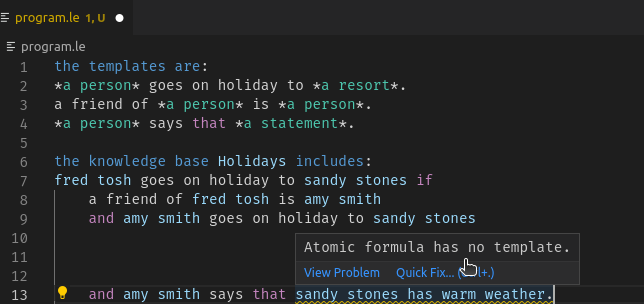 program.le 1, U
program.le
1 the templates are:
2 *a person* goes on holiday to *a resort*.
3 a friend of *a person* is *a person*.
4 *a person* says that *a statement*.
5
6 the knowledge base Holidays includes:
7 fred tosh goes on holiday to sandy stones if
8 a friend of fred tosh is amy smith
9 and amy smith goes on holiday to sandy stones
10
Atomic formula has no template.
11
View Problem Quick Fix...
12
13 and amy smith says that sandy stones has warm weather.